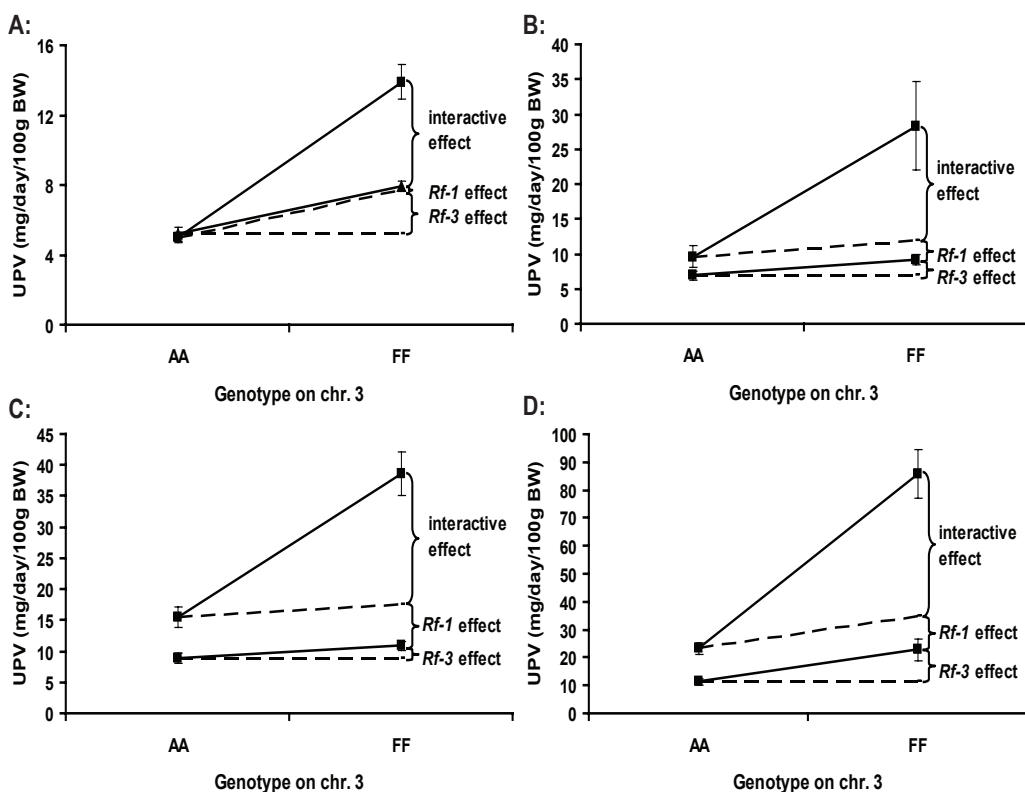 A:
UPV (mg/day/100g BW)
16
12
8
4
0
interactive
effect
Rf-1 effect
Rf-3 effect
AA
FF
Genotype on chr. 3
B:
UPV (mg/day/100g BW)
40
35
30
25
20
15
10
5
0
interactive
effect
Rf-1 effect
Rf-3 effect
AA
FF
Genotype on chr. 3
C:
UPV (mg/day/100g BW)
45
40
35
30
25
20
15
10
5
0
interactive
effect
Rf-1 effect
Rf-3 effect
AA
FF
Genotype on chr. 3
D:
UPV (mg/day/100g BW)
100
90
80
70
60
50
40
30
20
10
0
interactive
effect
Rf-1 effect
Rf-3 effect
AA
FF
Genotype on chr. 3